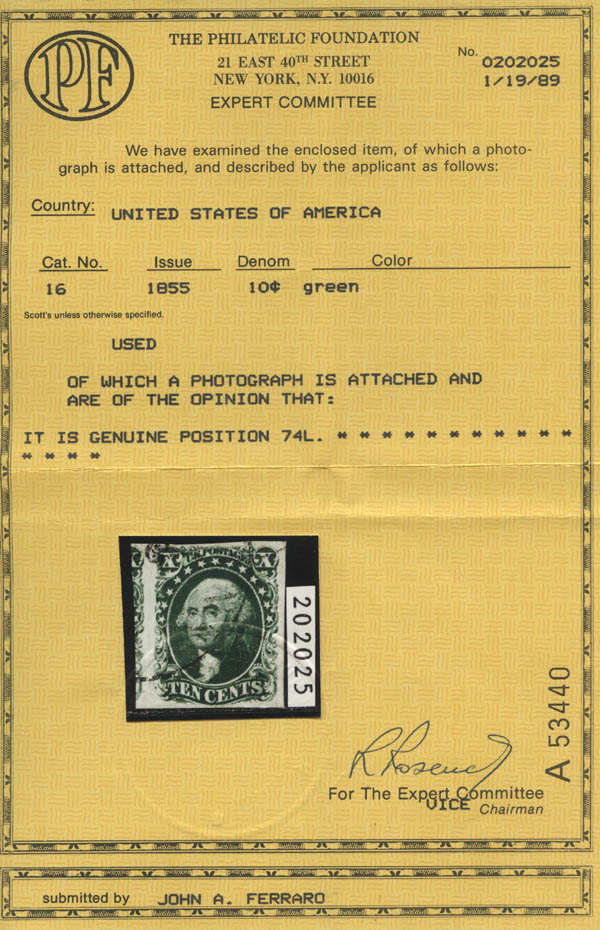 PF
THE PHILATELIC FOUNDATION
21 EAST 40TH STREET
NEW YORK, N.Y. 10016
EXPERT COMMITTEE
No. 0202025
1/19/89
We have examined the enclosed item, of which a photo-
graph is attached, and described by the applicant as follows:
Country: UNITED STATES OF AMERICA
Cat. No. Issue Denom Color
16 1855 10¢ green
Scott's unless otherwise specified.
USED
OF WHICH A PHOTOGRAPH IS ATTACHED AND
ARE OF THE OPINION THAT:
IT IS GENUINE POSITION 74L. * * * * * * * * * * *
* * * *
X U.S. POSTAGE X
TEN CENTS
202025
A 53440
For The Expert Committee
VICE Chairman
submitted by JOHN A. FERRARO